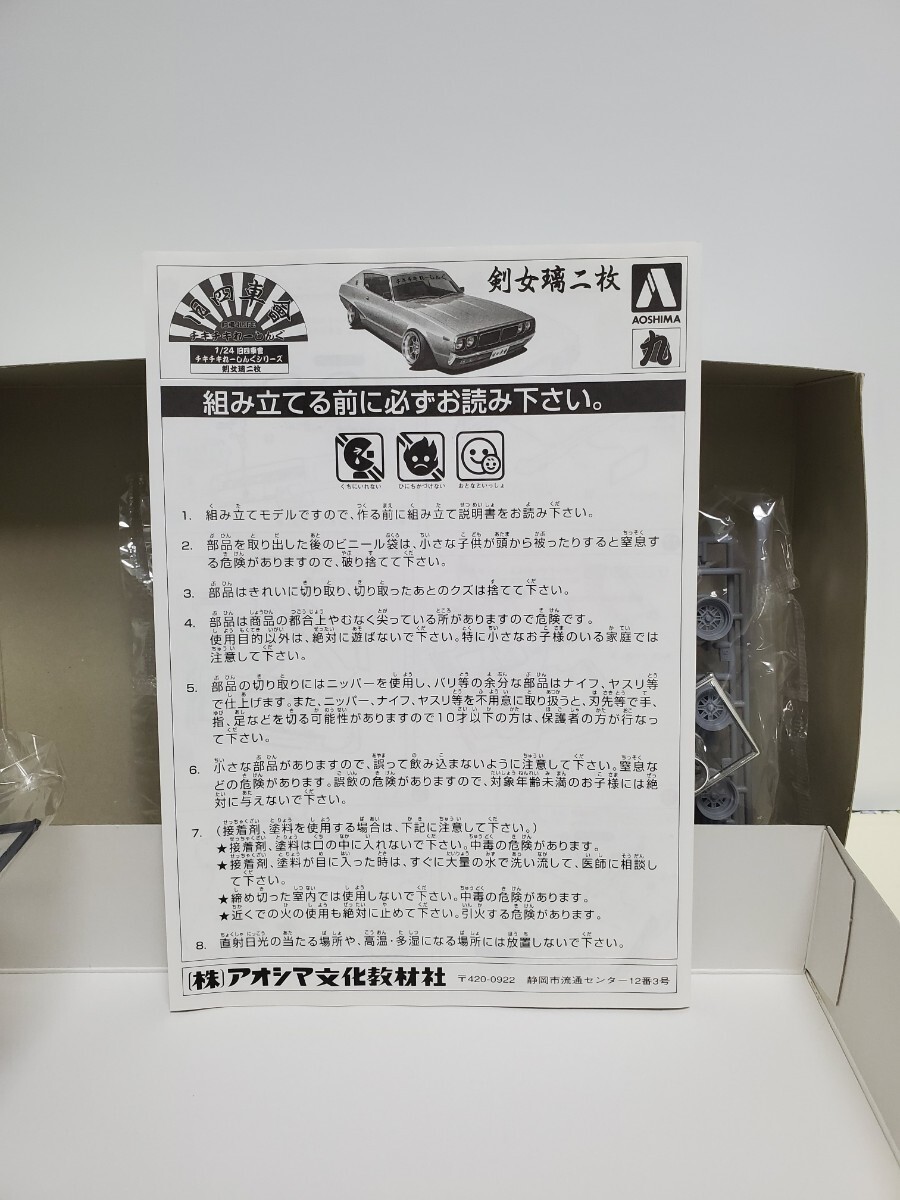 旧四車會
チキチキれーしんぐ
1/24 旧四車會
チキチキれーしんぐシリーズ
剣女璃二枚
チキチキれーしんぐ
剣女璃二枚
AOSHIMA
丸
組み立てる前に必ずお読み下さい。
くちにいれない
ひにちかづけない
おとなといっしょ
1. 組み立てモデルですので、作る前に組み立て説明書をお読み下さい。
2. 部品を取り出した後のビニール袋は、小さな子供が頭から被ったりすると窒息す
る危険がありますので、破り捨てて下さい。
3. 部品はきれいに切り取り、切り取ったあとのクズは捨てて下さい。
4. 部品は商品の都合上やむなく尖っている所がありますので危険です。
使用目的以外は、絶対に遊ばないで下さい。特に小さなお子様のいる家庭では
注意して下さい。
5. 部品の切り取りにはニッパーを使用し、バリ等の余分な部品はナイフ、ヤスリ等
で仕上げます。また、ニッパー、ナイフ、ヤスリ等を不用意に取り扱うと、刃先等で手、
指、足などを切る可能性がありますので10才以下の方は、保護者の方が行なっ
て下さい。
6. 小さな部品がありますので、誤って飲み込まないように注意して下さい。窒息な
どの危険があります。誤飲の危険がありますので、対象年齢未満のお子様には絶
対に与えないで下さい。
7. (接着剤、塗料を使用する場合は、下記に注意して下さい。)
★接着剤、塗料は口の中に入れないで下さい。中毒の危険があります。
★接着剤、塗料が目に入った時は、すぐに大量の水で洗い流して、医師に相談し
て下さい。
★締め切った室内では使用しないで下さい。中毒の危険があります。
★近くでの火の使用も絶対に止めて下さい。引火する危険があります。
8. 直射日光の当たる場所や、高温・多湿になる場所には放置しないで下さい。
(株)アオシマ文化教材社 〒420-0922 静岡市流通センター12番3号